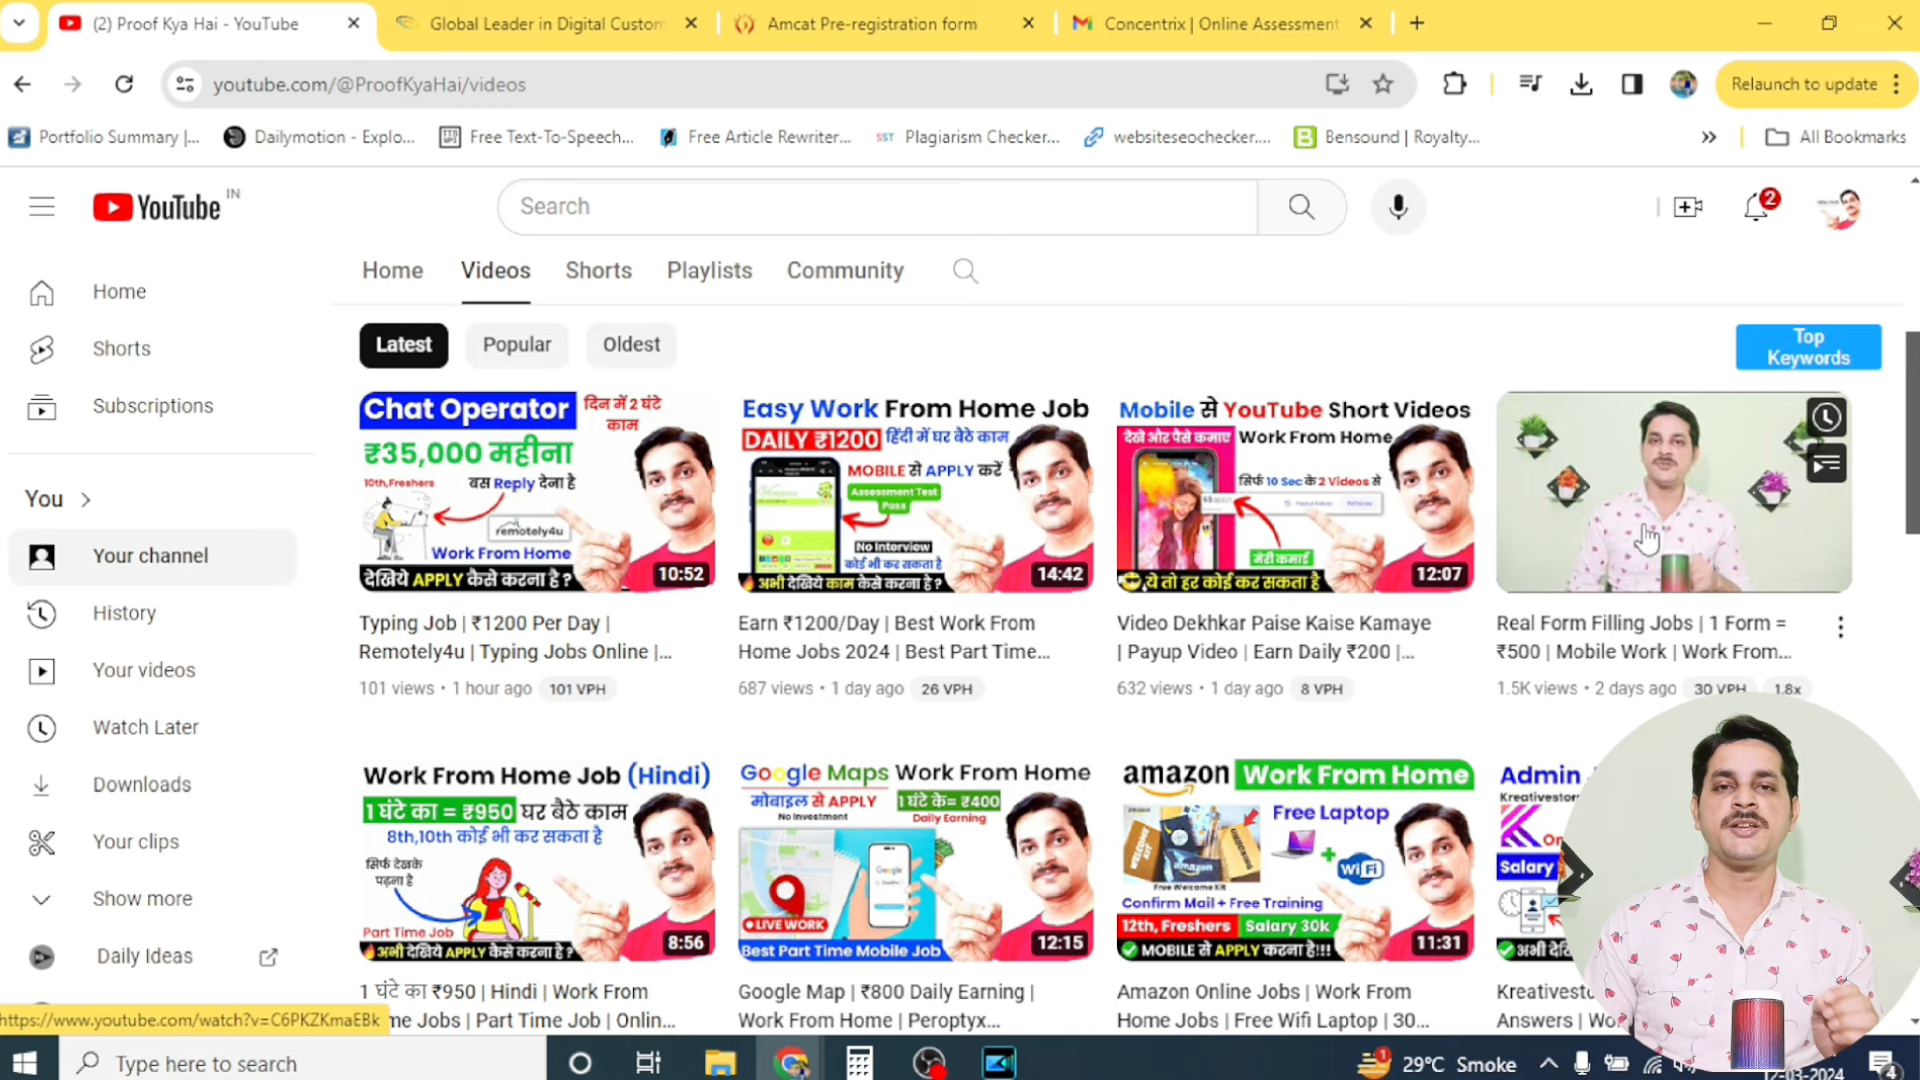 (2) Proof Kya Hai - YouTube
Global Leader in Digital Custom
Amcat Pre-registration form
Concentrix | Online Assessment
youtube.com/@ProofKyaHai/videos
Relaunch to update
Portfolio Summary |...
Dailymotion - Explo...
Free Text-To-Speech...
Free Article Rewriter...
SST Plagiarism Checker...
websiteseochecker....
Bensound | Royalty...
All Bookmarks
YouTube IN
Search
2
Home
Videos
Shorts
Playlists
Community
Home
Shorts
Subscriptions
You
Your channel
History
Your videos
Watch Later
Downloads
Your clips
Show more
Daily Ideas
Latest
Popular
Oldest
Top
Keywords
Chat Operator
दिन में 2 घंटे
काम
₹35,000 महीना
10th,Freshers
बस Reply देना है
remotely4u
Work From Home
देखिये APPLY कैसे करना है ?
10:52
Typing Job | ₹1200 Per Day |
Remotely4u | Typing Jobs Online |...
101 views • 1 hour ago
101 VPH
Easy Work From Home Job
DAILY ₹1200 हिंदी में घर बैठे काम
MOBILE से APPLY करें
Assessment Test
Pass
No Interview
कोई भी कर सकता है
अभी देखिये काम कैसे करना है ?
14:42
Earn ₹1200/Day | Best Work From
Home Jobs 2024 | Best Part Time...
687 views • 1 day ago
26 VPH
Mobile से YouTube Short Videos
देखे और पैसे कमाए Work From Home
सिर्फ 10 Sec के 2 Videos से
मेरी कमाई
ये तो हर कोई कर सकता है
12:07
Video Dekhkar Paise Kaise Kamaye
| Payup Video | Earn Daily ₹200 |...
632 views • 1 day ago
8 VPH
Real Form Filling Jobs | 1 Form =
₹500 | Mobile Work | Work From...
1.5K views • 2 days ago
30 VPH
1.8x
Work From Home Job (Hindi)
1 घंटे का = ₹950 घर बैठे काम
8th,10th कोई भी कर सकता है
सिर्फ देखके
पढ़ना है
Part Time Job
अभी देखिये APPLY कैसे करना है ?
8:56
1 घंटे का ₹950 | Hindi | Work From
me Jobs | Part Time Job | Onlin...
Google Maps Work From Home
मोबाइल से APPLY
No Investment
1 घंटे के= ₹400
Daily Earning
Google
LIVE WORK
Best Part Time Mobile Job
12:15
Google Map | ₹800 Daily Earning |
Work From Home | Peroptyx...
amazon Work From Home
Free Laptop
WELCOME KIT
amazon
Free Welcome Kit
WiFi
Confirm Mail + Free Training
12th, Freshers Salary 30k
MOBILE से APPLY करना है!!!
11:31
Amazon Online Jobs | Work From
Home Jobs | Free Wifi Laptop | 30...
Admin
Kreativstor
On
Salary
अभी देखि
Kreativsto
Answers | Wo
https://www.youtube.com/watch?v=C6PKZKmaEBk
Type here to search
1
29°C Smoke
12-03-2024
4